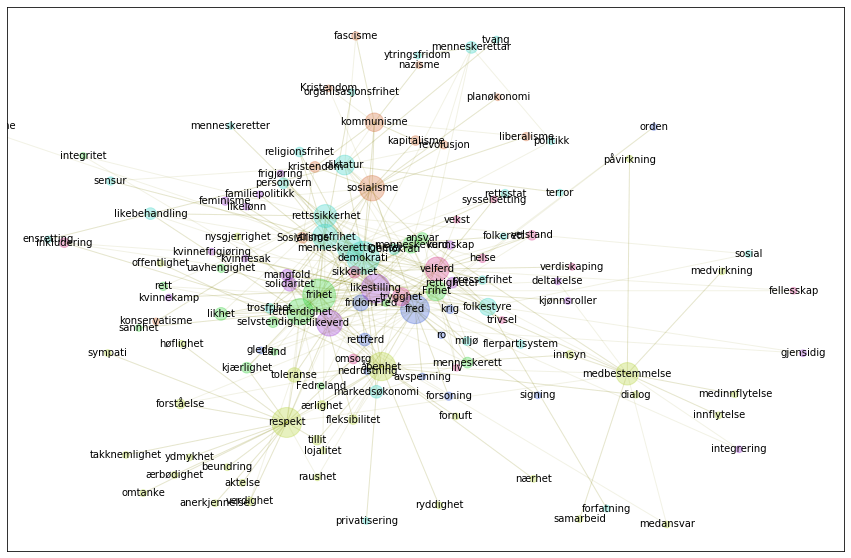 fascisme
tvang
menneskerettar
ytringsfridom
nazisme
Kristendom
organisasjonsfrihet
planøkonomi
ne
menneskeretter
kommunisme
orden
liberalisme
politikk
kapitalisme
revolusjon
integritet
religionsfrihet
påvirkning
kristendom
diktatur
frigjøring
sensur
personvern
sosialisme
rettsstat
terror
familiepolitikk
sysselsetting
feminisme
likelønn
likebehandling
rettssikkerhet
vekst
ensretting
inkludering
nysgjerrighet
Sosialisme
ytringsfrihet
ansvar
folkerett
velstand
kvinnefrigjøring
menneskerettigheter
menneskeverd
kunnskap
Demokrati
demokrati
kvinnesak
helse
sosial
offentlighet
uavhengighet
sikkerhet
velferd
verdiskaping
medvirkning
mangfold
solidaritet
pressefrihet
rettigheter
deltakelse
rett
kvinnekamp
frihet
likestilling
trygghet
Frihet
fellesskap
kjønnsroller
fridom
Fred
trosfrihet
rettferdighet
fred
krig
folkestyre
likhet
konservatisme
sannhet
selvstendighet
likeverd
trivsel
høflighet
rettferd
ro
miljø
flerpartisystem
sympati
glede
Land
innsyn
gjensidig
kjærlighet
omsorg
åpenhet
menneskerett
liv
toleranse
nedrustning
avspenning
medbestemmelse
Fedreland
markedsøkonomi
forsoning
signing
dialog
medinnflytelse
forståelse
ærlighet
fornuft
innflytelse
respekt
fleksibilitet
tillit
lojalitet
integrering
takknemlighet
ydmykhet
beundring
ærbødighet
aktelse
raushet
nærhet
omtanke
anerkjennelse
verdighet
ryddighet
forfatning
privatisering
samarbeid
medansvar